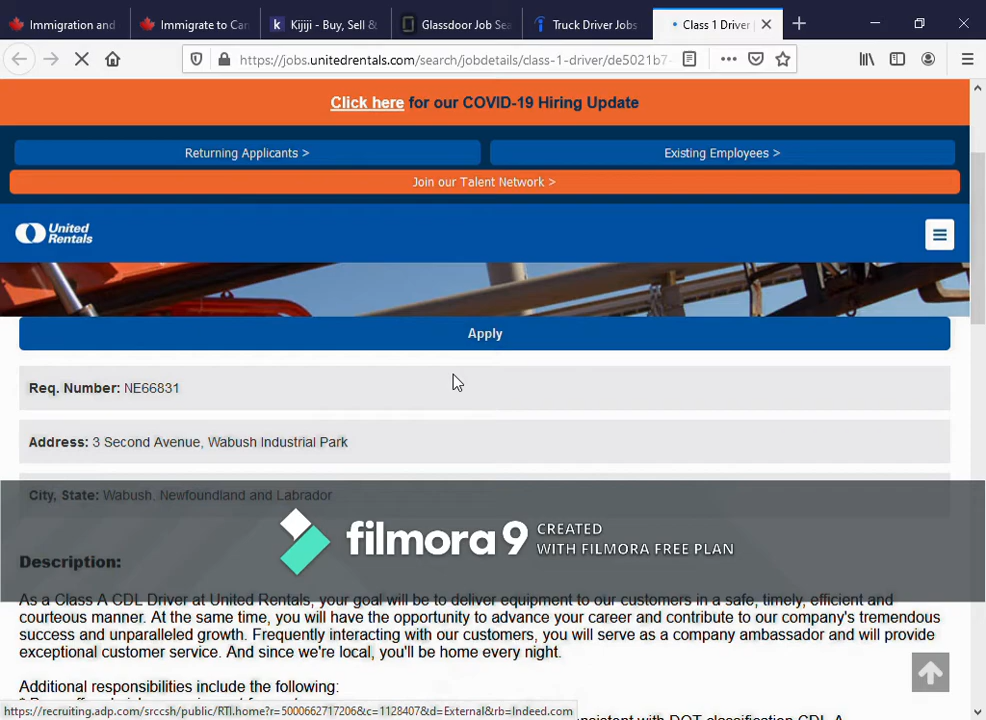 Immigration and
Immigrate to Can
Kijiji - Buy, Sell &
Glassdoor Job Sea
Truck Driver Jobs
Class 1 Driver
https://jobs.unitedrentals.com/search/jobdetails/class-1-driver/de5021b7-
Click here for our COVID-19 Hiring Update
Returning Applicants >
Existing Employees >
Join our Talent Network >
United
Rentals
Apply
Req. Number: NE66831
Address: 3 Second Avenue, Wabush Industrial Park
City, State: Wabush, Newfoundland and Labrador
filmora9 CREATED
WITH FILMORA FREE PLAN
Description:
As a Class A CDL Driver at United Rentals, your goal will be to deliver equipment to our customers in a safe, timely, efficient and
courteous manner. At the same time, you will have the opportunity to advance your career and contribute to our company's tremendous
success and unparalleled growth. Frequently interacting with our customers, you will serve as a company ambassador and will provide
exceptional customer service. And since we're local, you'll be home every night.
Additional responsibilities include the following:
https://recruiting.adp.com/srccsh/public/RTI.home?r=5000662717206&c=1128407&d=External&rb=Indeed.com